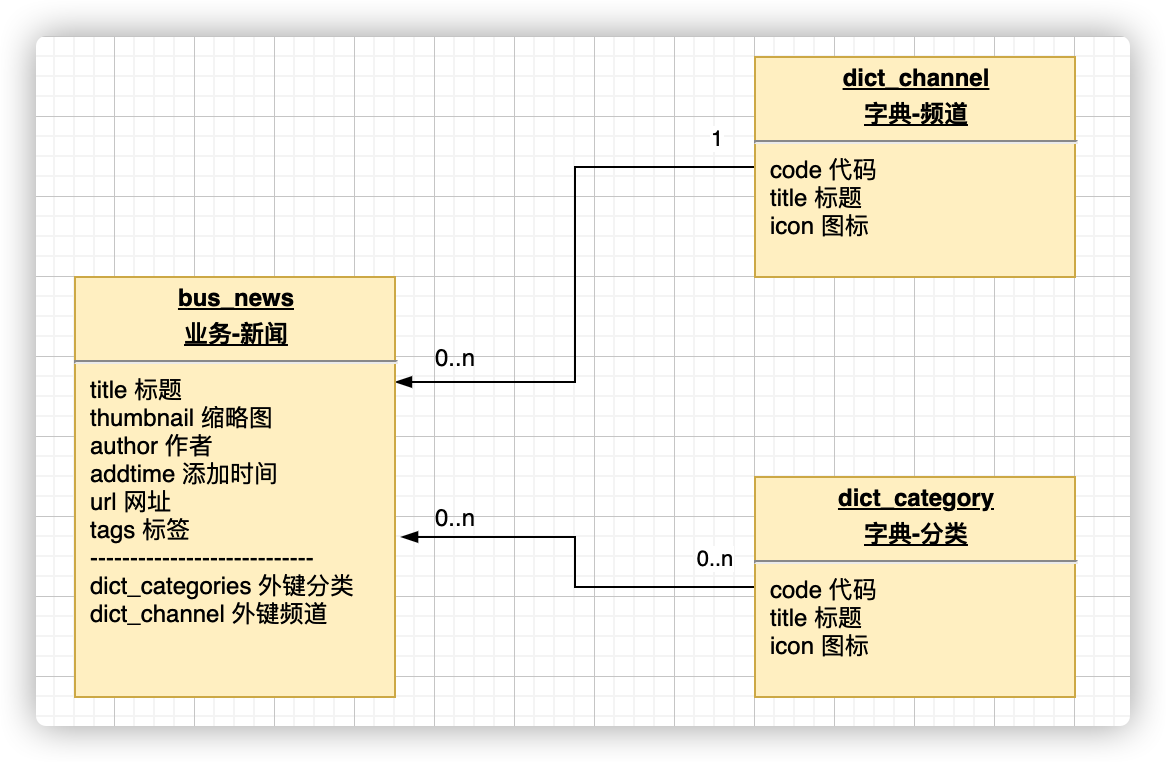 dict_channel
字典-频道
code 代码
title 标题
icon 图标
1
0..n
bus_news
业务-新闻
title 标题
thumbnail 缩略图
author 作者
addtime 添加时间
url 网址
tags 标签
----------------------------
dict_categories 外键分类
dict_channel 外键频道
0..n
0..n
dict_category
字典-分类
code 代码
title 标题
icon 图标